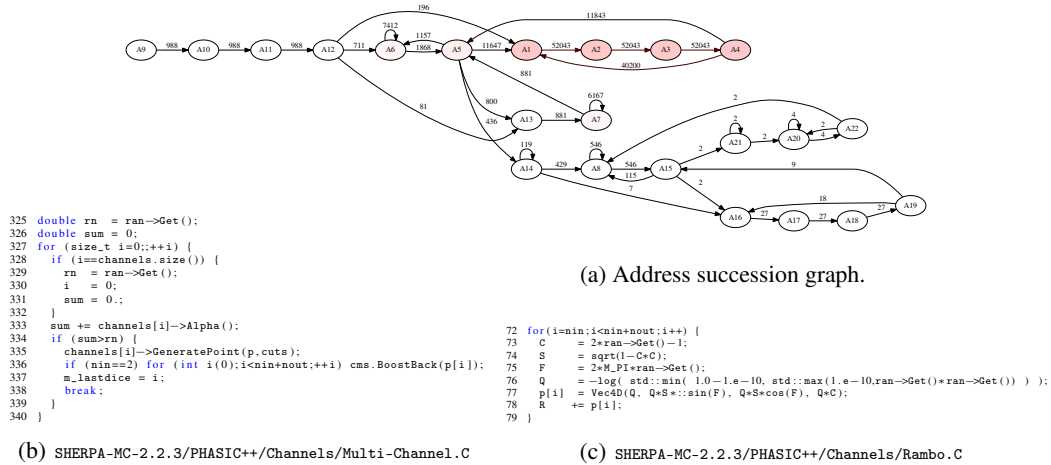 196
11843
7412
1157
A9 988 A10 988 A11 988 A12 711 A6 1868 A5 11647 A1 52043 A2 52043 A3 52043 A4
40200
881
6167
81
800
436
A13 881 A7
2
2
4
2
A22
A21 2 A20 4
119
546
A14 429 A8 546 A15
115
2
9
7
2
18
A16 27 A17 27 A18 27 A19
(a) Address succession graph.
325 double rn = ran->Get();
326 double sum = 0;
327 for (size_t i=0;;++i) {
328 if (i==channels.size()) {
329 rn = ran->Get();
330 i = 0;
331 sum = 0.;
332 }
333 sum += channels[i]->Alpha();
334 if (sum>rn) {
335 channels[i]->GeneratePoint(p,cuts);
336 if (nin==2) for (int i(0);i<nin+nout;++i) cms.BoostBack(p[i]);
337 m_lastdice = i;
338 break;
339 }
340 }
(b) SHERPA-MC-2.2.3/PHASIC++/Channels/Multi-Channel.C
72 for(i=nin;i<nin+nout;i++) {
73 C = 2*ran->Get()-1;
74 S = sqrt(1-C*C);
75 F = 2*M_PI*ran->Get();
76 Q = -log( std::min( 1.0-1.e-10, std::max(1.e-10,ran->Get()*ran->Get()) ) );
77 p[i] = Vec4D(Q, Q*S*::sin(F), Q*S*cos(F), Q*C);
78 R += p[i];
79 }
(c) SHERPA-MC-2.2.3/PHASIC++/Channels/Rambo.C